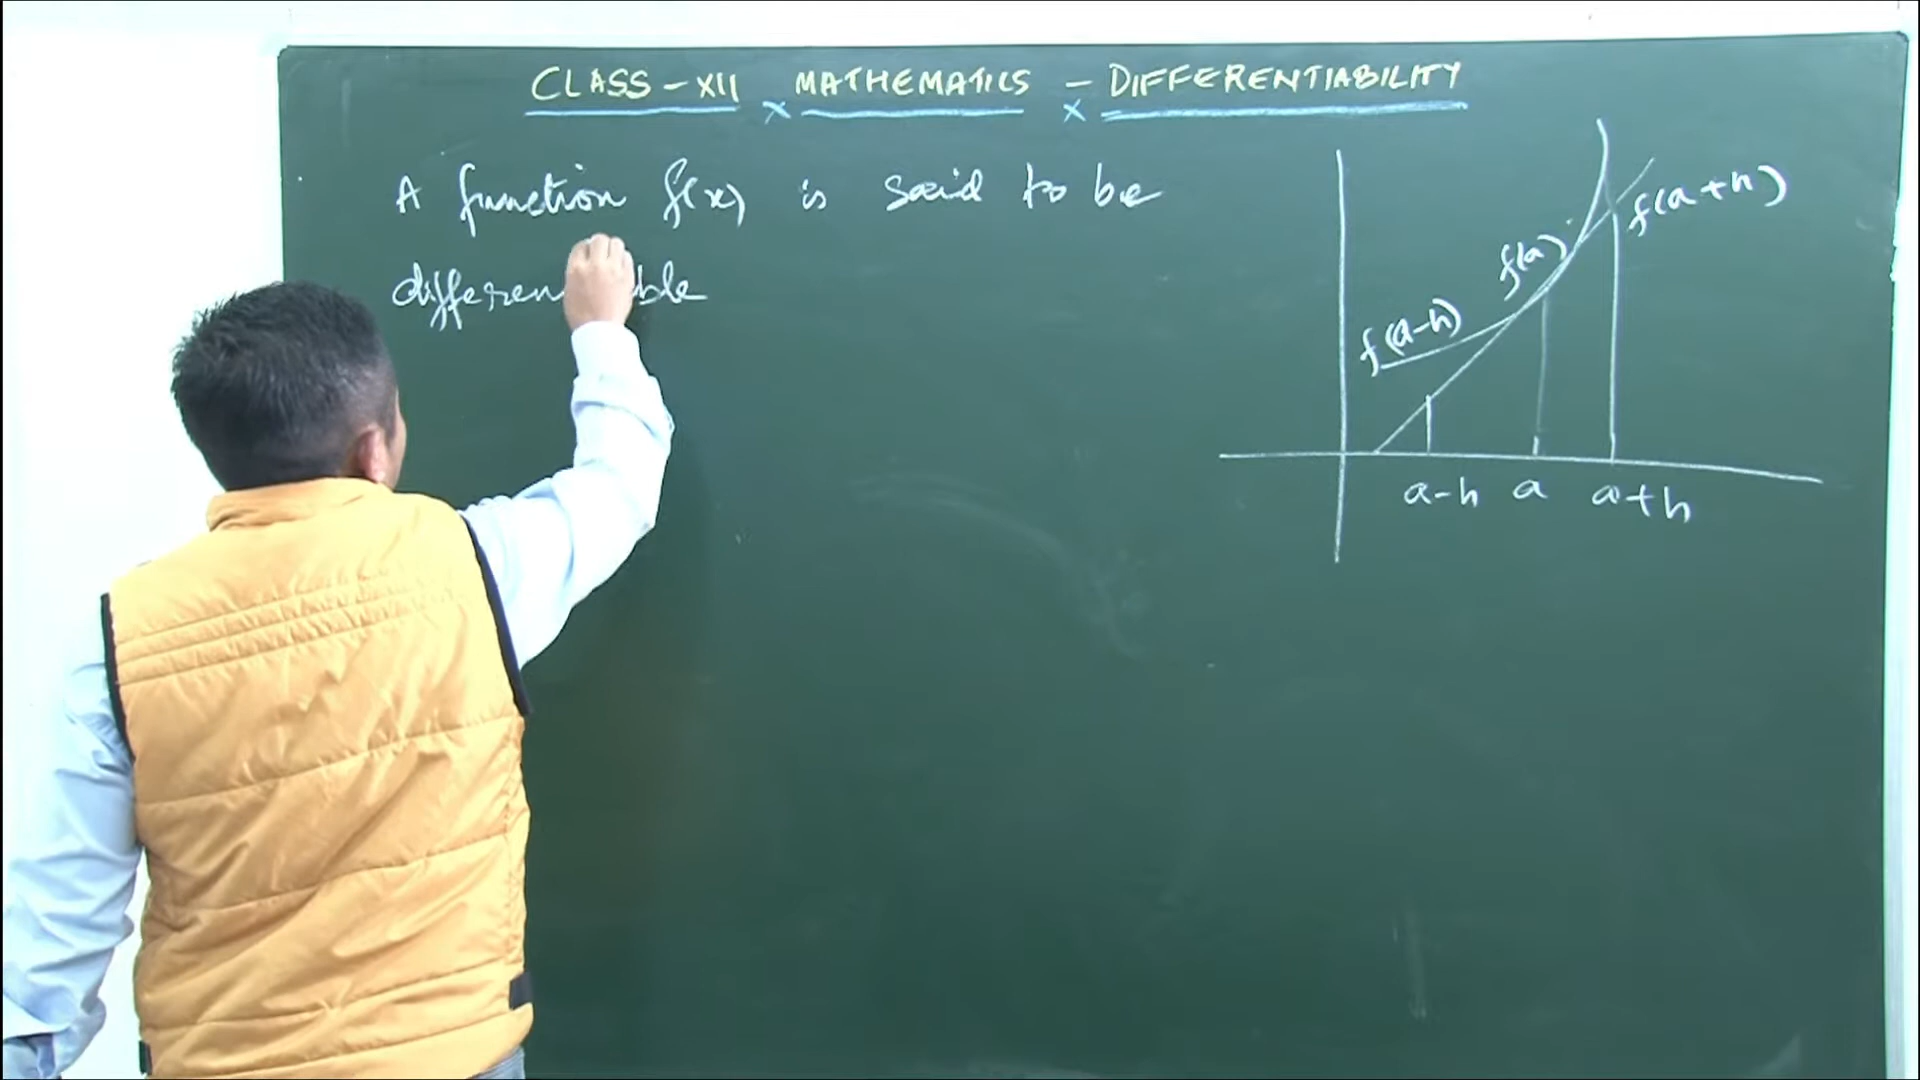 CLASS - XII x MATHEMATICS - x DIFFERENTIABILITY
A function f(x) is said to be
f(a+h)
f(a)
f(a-h)
a-h a a+h